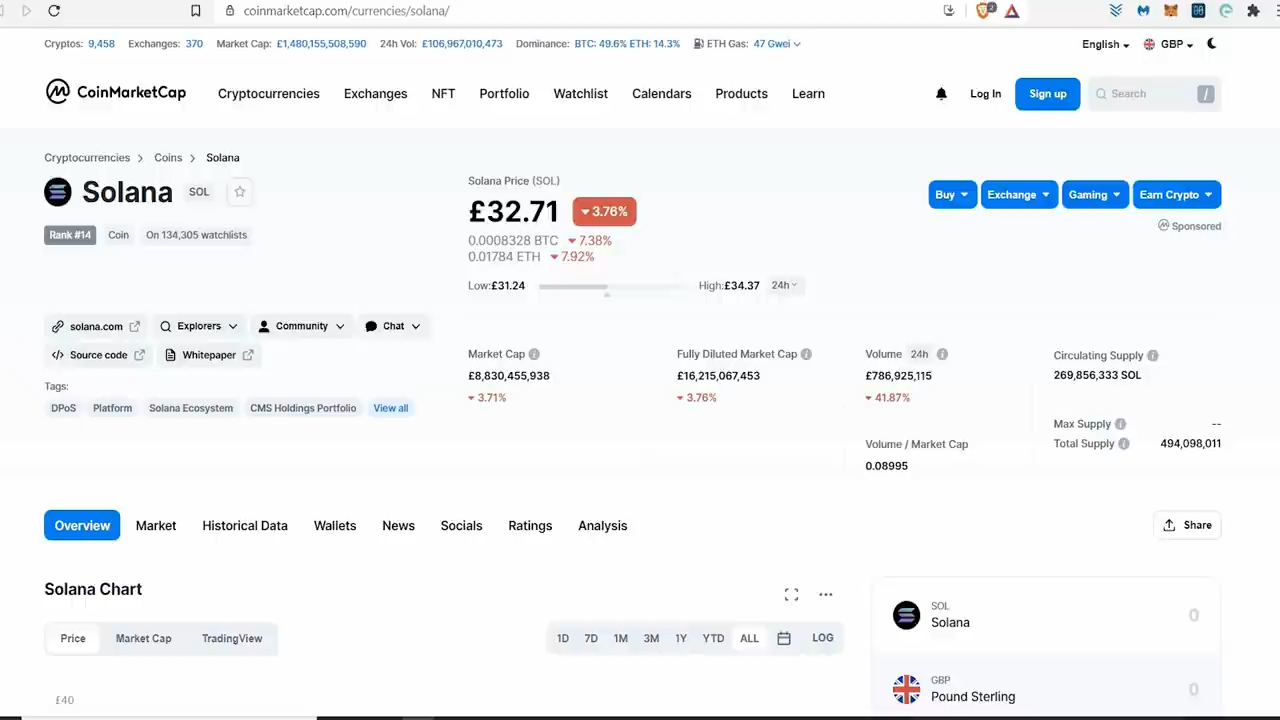 coinmarketcap.com/currencies/solana/
Cryptos: 9,458 Exchanges: 370 Market Cap: £1,480,155,508,590 24h Vol: £106,967,010,473 Dominance: BTC: 49.6% ETH: 14.3% ETH Gas: 47 Gwei
English GBP
CoinMarketCap Cryptocurrencies Exchanges NFT Portfolio Watchlist Calendars Products Learn
Log In Sign up Search /
Cryptocurrencies > Coins > Solana
Solana SOL
Rank #14 Coin On 134,305 watchlists
Solana Price (SOL)
£32.71 3.76%
0.0008328 BTC 7.38%
0.01784 ETH 7.92%
Low:£31.24 High:£34.37 24h
Buy Exchange Gaming Earn Crypto
Sponsored
solana.com Explorers Community Chat
Source code Whitepaper
Tags:
DPoS Platform Solana Ecosystem CMS Holdings Portfolio View all
Market Cap
£8,830,455,938
3.71%
Fully Diluted Market Cap
£16,215,067,453
3.76%
Volume 24h
£786,925,115
41.87%
Volume / Market Cap
0.08995
Circulating Supply
269,856,333 SOL
Max Supply --
Total Supply 494,098,011
Overview Market Historical Data Wallets News Socials Ratings Analysis
Share
Solana Chart
Price Market Cap TradingView
1D 7D 1M 3M 1Y YTD ALL LOG
£40
SOL
Solana 0
GBP
Pound Sterling 0